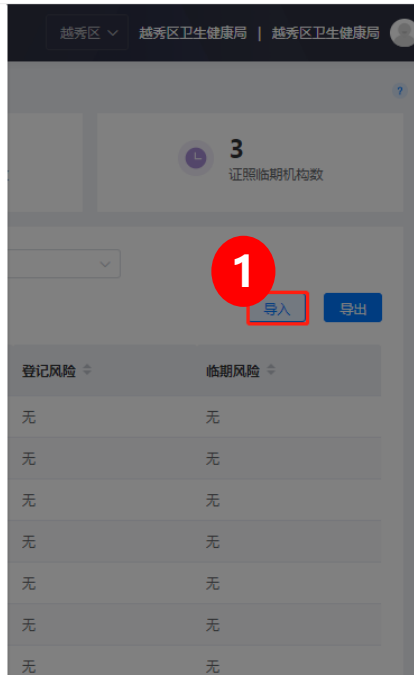 越秀区 越秀区卫生健康局 | 越秀区卫生健康局
?
3
证照临期机构数
1
导入 导出
登记风险 临期风险
无 无
无 无
无 无
无 无
无 无
无 无
无 无